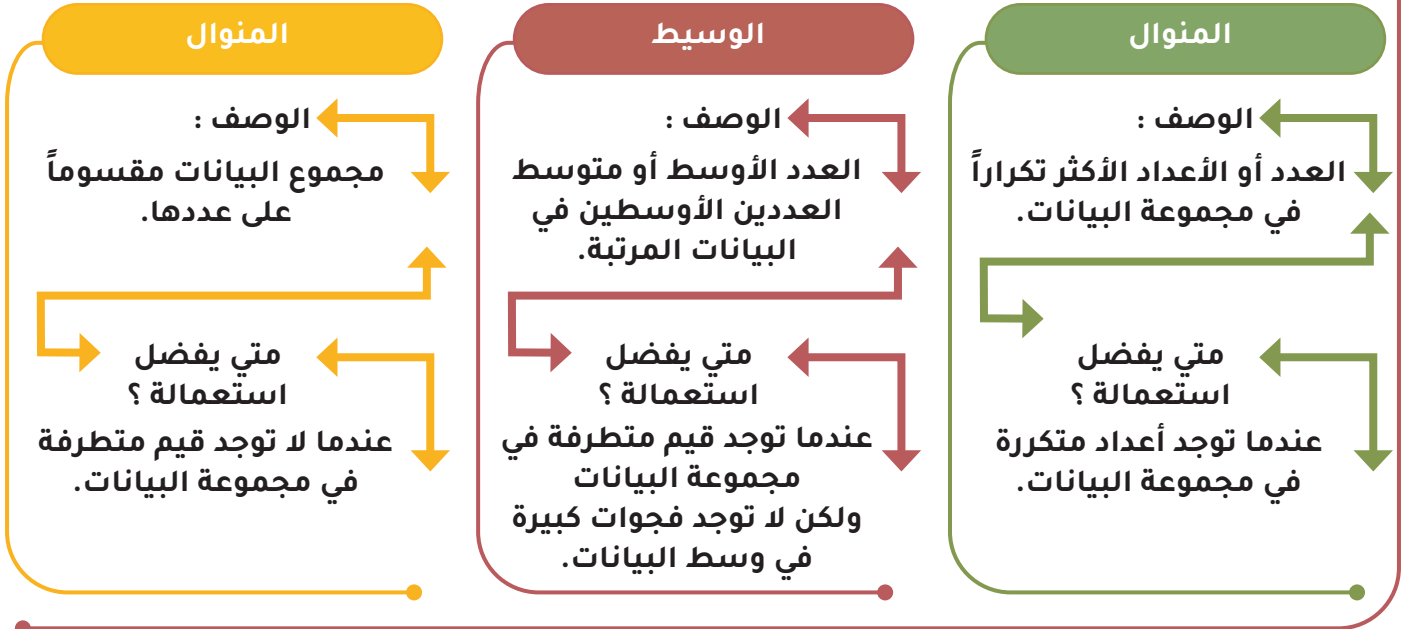 المنوال
الوصف :
العدد أو الأعداد الأكثر تكراراً
في مجموعة البيانات.
متي يفضل
استعمالة ؟
عندما توجد أعداد متكررة
في مجموعة البيانات.
الوسيط
الوصف :
العدد الأوسط أو متوسط
العددين الأوسطين في
البيانات المرتبة.
متي يفضل
استعمالة ؟
عندما توجد قيم متطرفة في
مجموعة البيانات
ولكن لا توجد فجوات كبيرة
في وسط البيانات.
المنوال
الوصف :
مجموع البيانات مقسوماً
على عددها.
متي يفضل
استعمالة ؟
عندما لا توجد قيم متطرفة
في مجموعة البيانات.